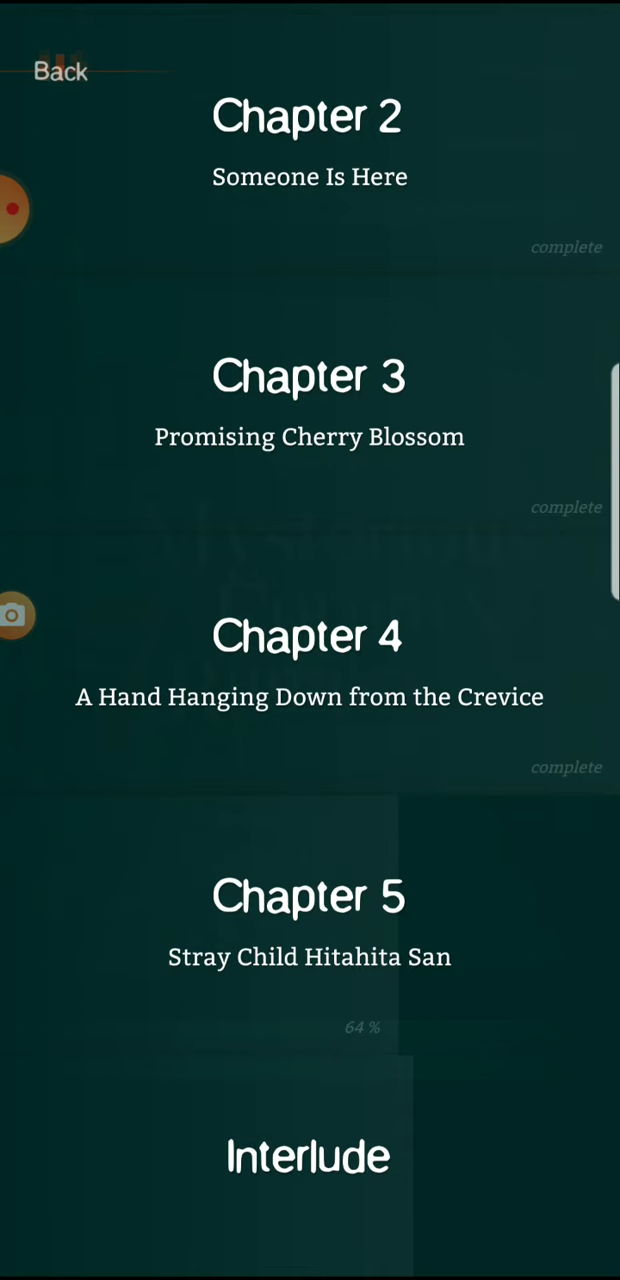 Back
Chapter 2
Someone Is Here
complete
Chapter 3
Promising Cherry Blossom
complete
Mysterious
Chapter 4
A Hand Hanging Down from the Crevice
complete
Chapter 5
Stray Child Hitahita San
64 %
Interlude